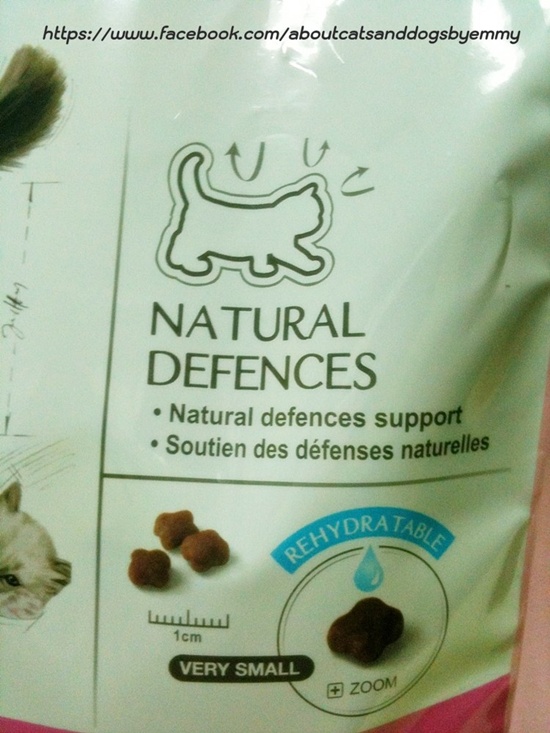 https://www.facebook.com/aboutcatsanddogsbyemmy
NATURAL
DEFENCES
• Natural defences support
• Soutien des défenses naturelles
REHYDRATABLE
1cm
VERY SMALL
+ ZOOM